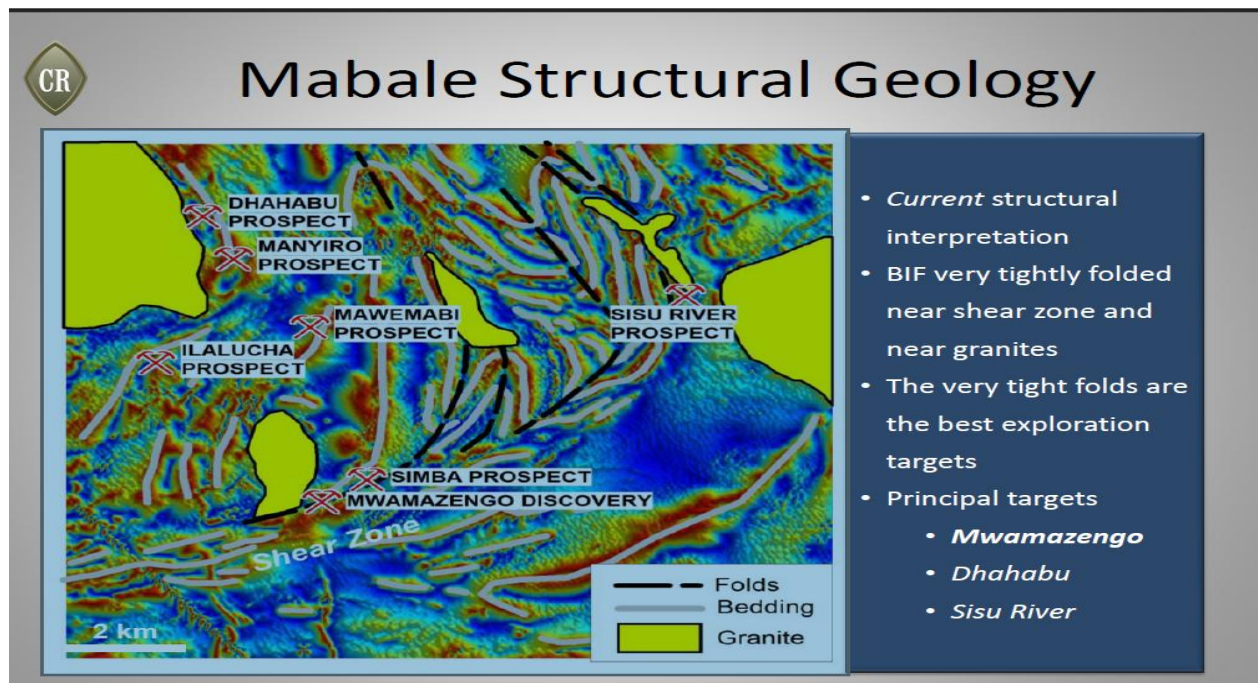 CR
Mabale Structural Geology
DHAHABU
PROSPECT
MANYIRO
PROSPECT
MAWEMABI
PROSPECT
SISU RIVER
PROSPECT
ILALUCHA
PROSPECT
SIMBA PROSPECT
MWAMAZENGO DISCOVERY
Shear Zone
2 km
Folds
Bedding
Granite
• Current structural
interpretation
• BIF very tightly folded
near shear zone and
near granites
• The very tight folds are
the best exploration
targets
• Principal targets
• Mwamazengo
• Dhahabu
• Sisu River